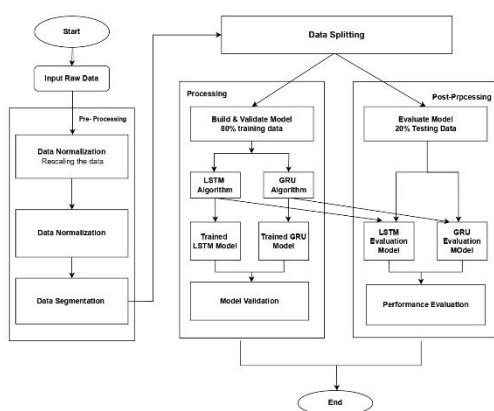 Start
Input Raw Data
Pre- Processing
Data Normalization
Rescaling the data
Data Normalization
Data Segmentation
Data Splitting
Processing
Build & Validate Model
80% training data
LSTM
Algorithm
GRU
Algorithm
Trained
LSTM Model
Trained GRU
Model
Model Validation
Post-Prpcessing
Evaluate Model
20% Testing Data
LSTM
Evaluation
Model
GRU
Evaluation
MOdel
Performance Evaluation
End